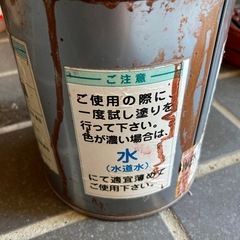 ご注意
ご使用の際に、
一度試し塗りを
行って下さい。
色が濃い場合は、
水
(水道水)
にて適宜薄めて
ご使用下さい。